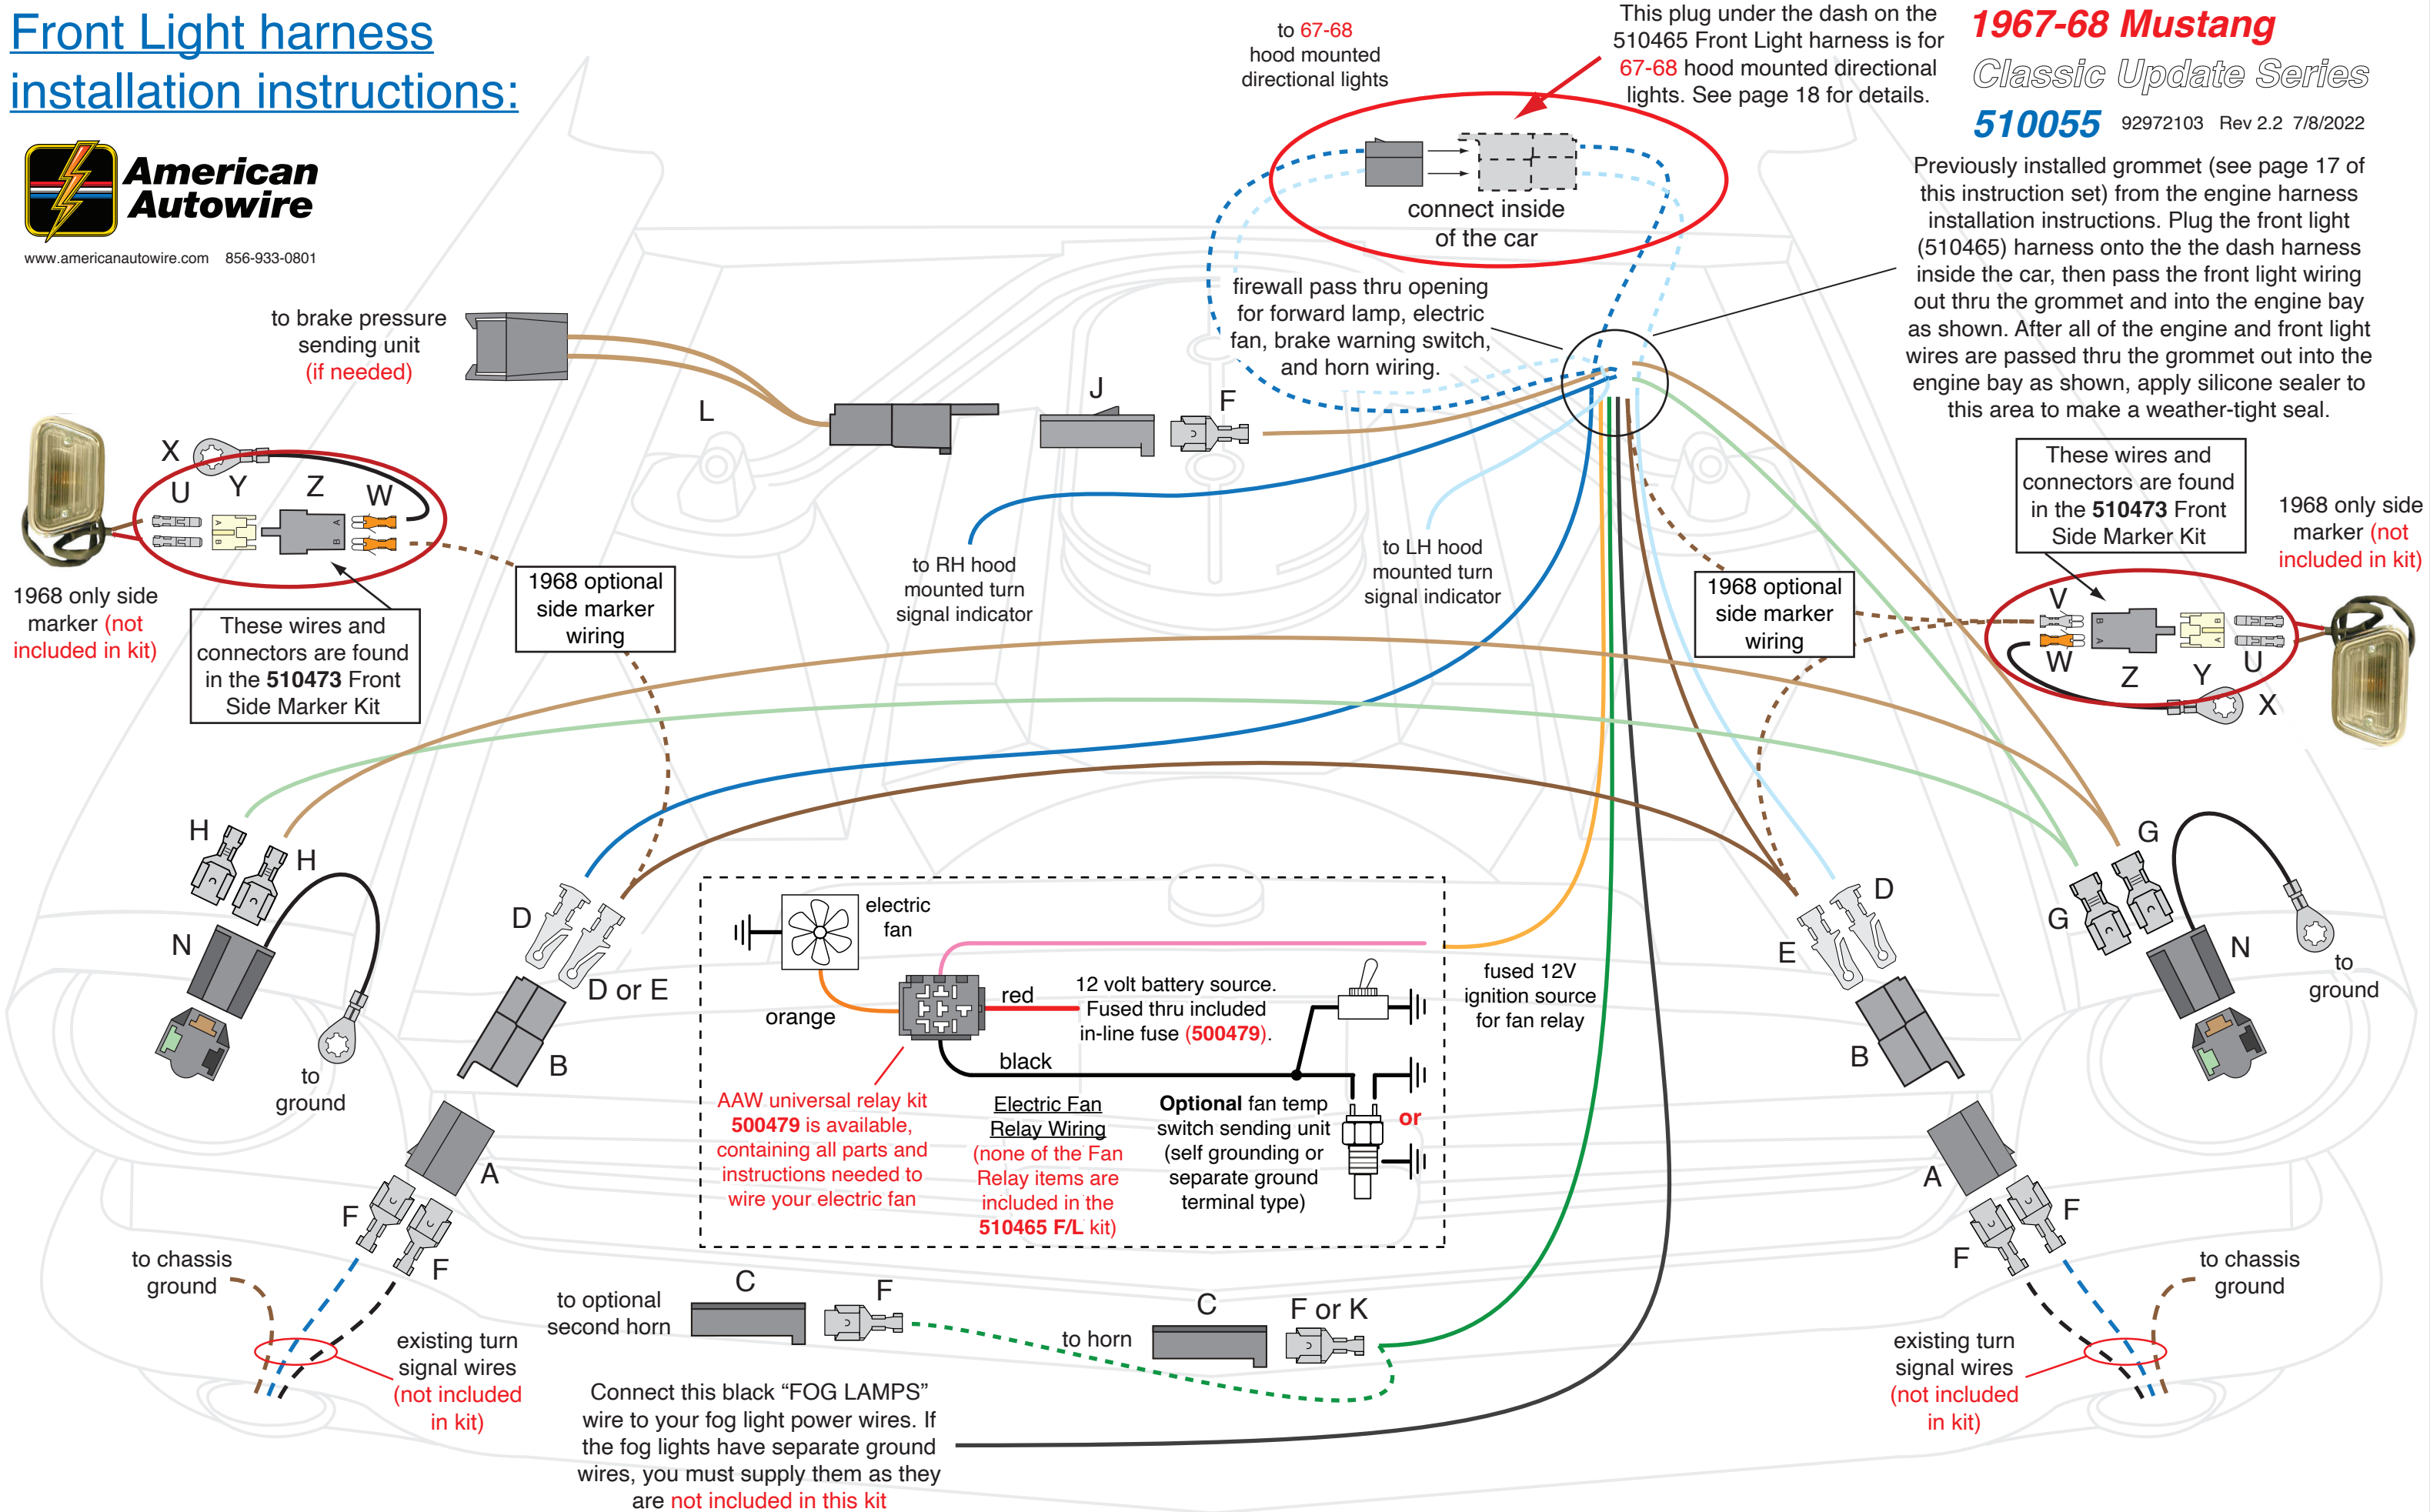 Front Light harness
installation instructions:
American
Autowire
www.americanautowire.com 856-933-0801
to 67-68
hood mounted
directional lights
This plug under the dash on the
510465 Front Light harness is for
67-68 hood mounted directional
lights. See page 18 for details.
1967-68 Mustang
Classic Update Series
510055 92972103 Rev 2.2 7/8/2022
Previously installed grommet (see page 17 of
this instruction set) from the engine harness
installation instructions. Plug the front light
(510465) harness onto the the dash harness
inside the car, then pass the front light wiring
out thru the grommet and into the engine bay
as shown. After all of the engine and front light
wires are passed thru the grommet out into the
engine bay as shown, apply silicone sealer to
this area to make a weather-tight seal.
connect inside
of the car
firewall pass thru opening
for forward lamp, electric
fan, brake warning switch,
and horn wiring.
to brake pressure
sending unit
(if needed)
L
J
F
X
U
Y
Z
W
A
B
A
B
1968 only side
marker (not
included in kit)
These wires and
connectors are found
in the 510473 Front
Side Marker Kit
1968 optional
side marker
wiring
to RH hood
mounted turn
signal indicator
to LH hood
mounted turn
signal indicator
1968 optional
side marker
wiring
These wires and
connectors are found
in the 510473 Front
Side Marker Kit
1968 only side
marker (not
included in kit)
V
W
Z
Y
U
X
B
A
B
A
H
H
N
to
ground
D
D or E
B
A
F
F
to chassis
ground
existing turn
signal wires
(not included
in kit)
electric
fan
orange
red
12 volt battery source.
Fused thru included
in-line fuse (500479).
black
fused 12V
ignition source
for fan relay
AAW universal relay kit
500479 is available,
containing all parts and
instructions needed to
wire your electric fan
Electric Fan
Relay Wiring
(none of the Fan
Relay items are
included in the
510465 F/L kit)
Optional fan temp
switch sending unit
(self grounding or
separate ground
terminal type)
or
G
G
N
to
ground
D
E
B
A
F
F
to chassis
ground
existing turn
signal wires
(not included
in kit)
to optional
second horn
C
F
to horn
C
F or K
Connect this black “FOG LAMPS”
wire to your fog light power wires. If
the fog lights have separate ground
wires, you must supply them as they
are not included in this kit